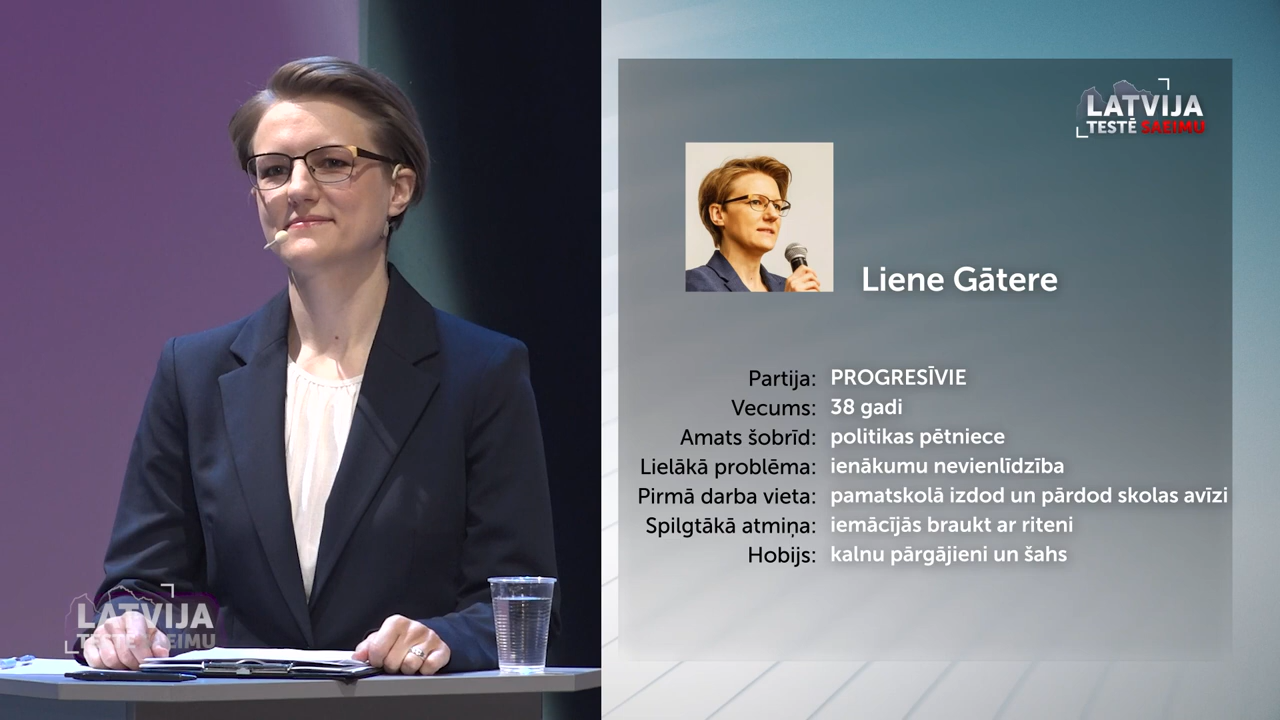 LATVIJA
TESTĒ SAEIMU
Liene Gātere
Partija: PROGRESĪVIE
Vecums: 38 gadi
Amats šobrīd: politikas pētniece
Lielākā problēma: ienākumu nevienlīdzība
Pirmā darba vieta: pamatskolā izdod un pārdod skolas avīzi
Spilgtākā atmiņa: iemācījās braukt ar riteni
Hobijs: kalnu pārgājieni un šahs
LATVIJA
TESTĒ SAEIMU